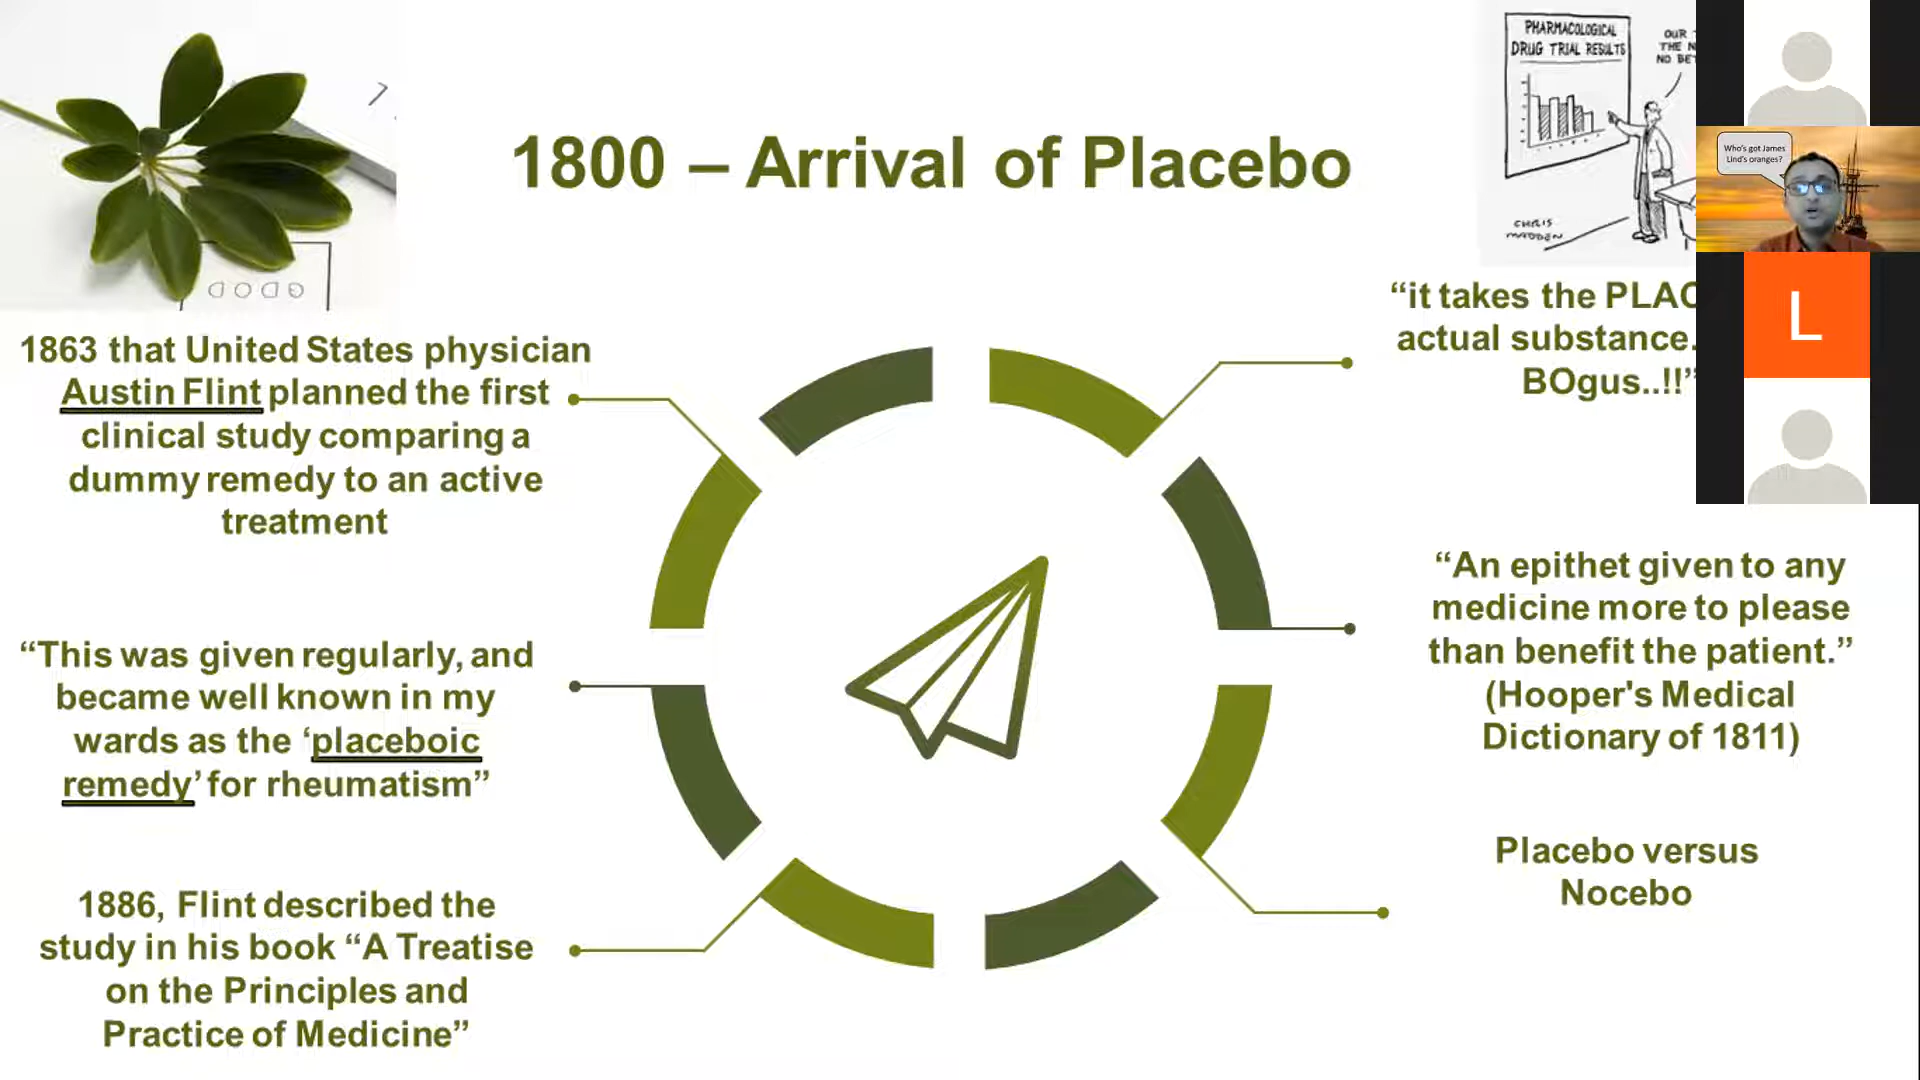 1800 – Arrival of Placebo
PHARMACOLOGICAL
DRUG TRIAL RESULTS
OUR
THE
NO
CHRIS
MADDEN
Who's got James
Lind's oranges?
L
1863 that United States physician
Austin Flint planned the first
clinical study comparing a
dummy remedy to an active
treatment
“This was given regularly, and
became well known in my
wards as the ‘placeboic
remedy’ for rheumatism”
1886, Flint described the
study in his book “A Treatise
on the Principles and
Practice of Medicine”
“it takes the PLAC
actual substance.
BOgus..!!”
“An epithet given to any
medicine more to please
than benefit the patient.”
(Hooper's Medical
Dictionary of 1811)
Placebo versus
Nocebo